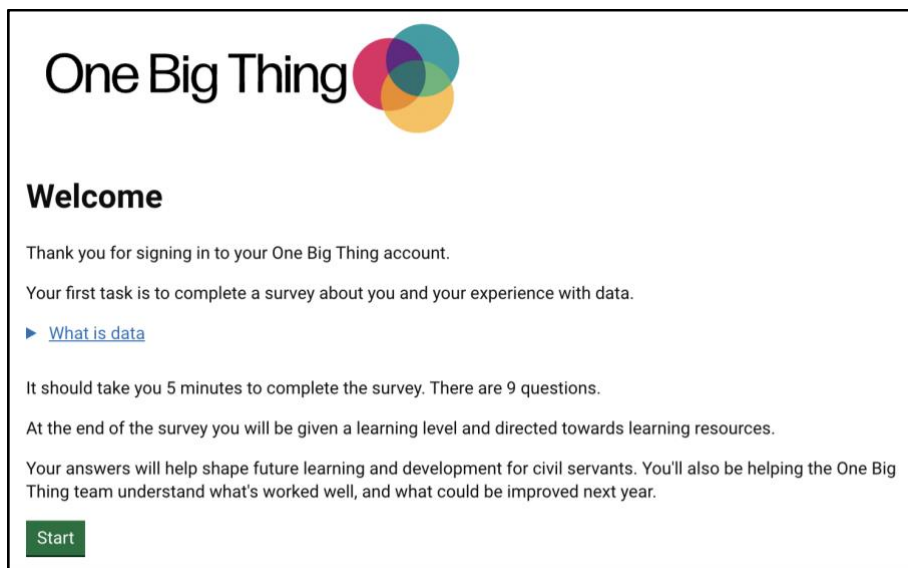 One Big Thing
Welcome
Thank you for signing in to your One Big Thing account.
Your first task is to complete a survey about you and your experience with data.
What is data
It should take you 5 minutes to complete the survey. There are 9 questions.
At the end of the survey you will be given a learning level and directed towards learning resources.
Your answers will help shape future learning and development for civil servants. You'll also be helping the One Big
Thing team understand what's worked well, and what could be improved next year.
Start